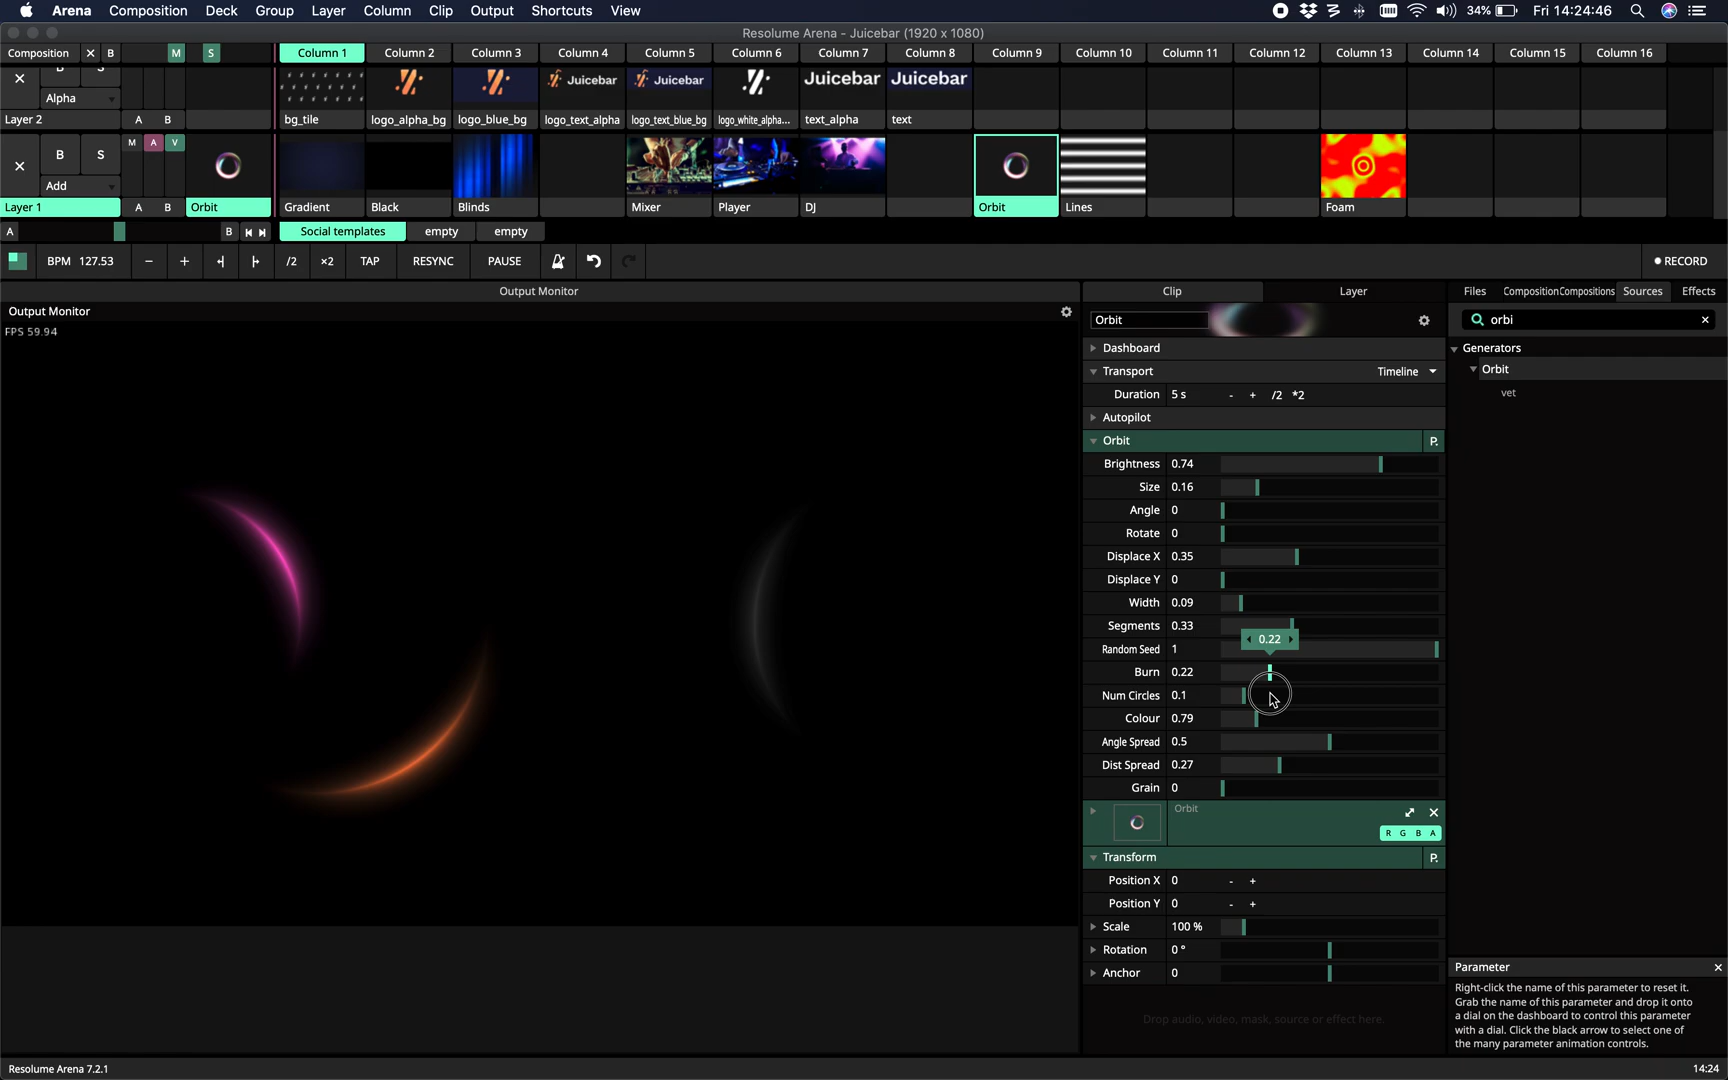 Arena Composition Deck Group Layer Column Clip Output Shortcuts View 34% Fri 14:24:46
Resolume Arena - Juicebar (1920 x 1080)
Composition B M S Column 1 Column 2 Column 3 Column 4 Column 5 Column 6 Column 7 Column 8 Column 9 Column 10 Column 11 Column 12 Column 13 Column 14 Column 15 Column 16
B S
Juicebar Juicebar Juicebar Juicebar
Alpha
Layer 2 A B bg_tile logo_alpha_bg logo_blue_bg logo_text_alpha logo_text_blue_bg logo_white_alpha... text_alpha text
M A V
B S
Add
Layer 1 A B Orbit Gradient Black Blinds Mixer Player DJ Orbit Lines Foam
A B Social templates empty empty
BPM 127.53 − + /2 ×2 TAP RESYNC PAUSE RECORD
Output Monitor Clip Layer Files CompositionCompositions Sources Effects
Output Monitor
FPS 59.94
Orbit
orbi
Dashboard
Generators
Transport Timeline
Orbit
Duration 5 s - + /2 *2
vet
Autopilot
Orbit P.
Brightness 0.74
Size 0.16
Angle 0
Rotate 0
Displace X 0.35
Displace Y 0
Width 0.09
Segments 0.33
0.22
Random Seed 1
Burn 0.22
Num Circles 0.1
Colour 0.79
Angle Spread 0.5
Dist Spread 0.27
Grain 0
Orbit
R G B A
Transform P.
Position X 0 - +
Position Y 0 - +
Scale 100 %
Rotation 0 °
Anchor 0
Drop audio, video, mask, source or effect here.
Parameter
Right-click the name of this parameter to reset it.
Grab the name of this parameter and drop it onto
a dial on the dashboard to control this parameter
with a dial. Click the black arrow to select one of
the many parameter animation controls.
Resolume Arena 7.2.1 14:24